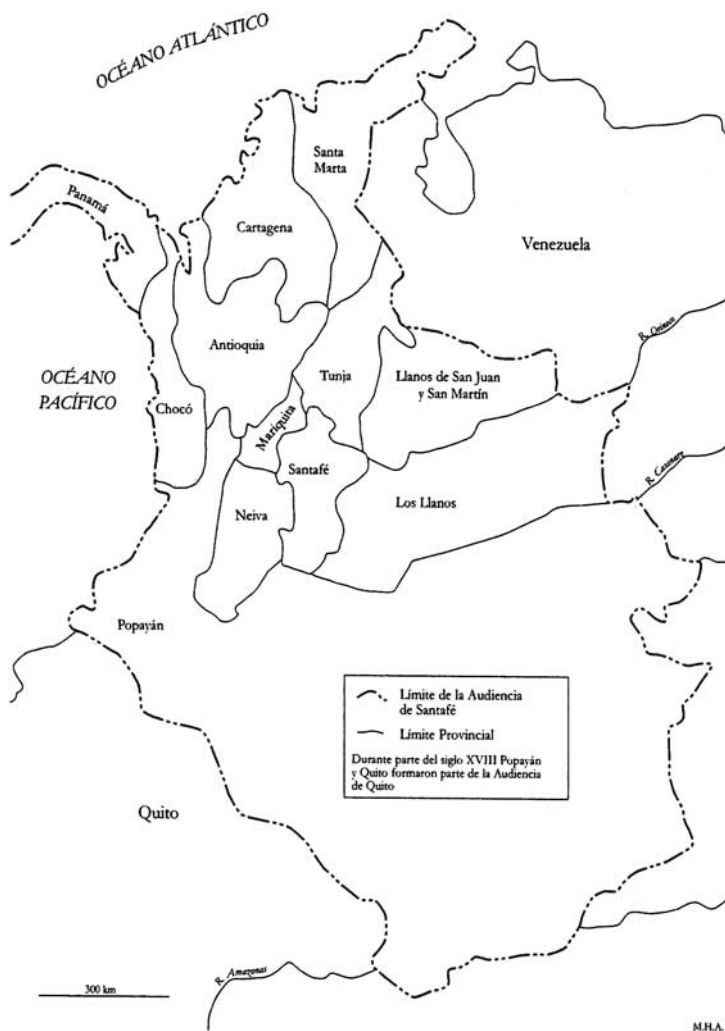 OCÉANO ATLÁNTICO
Santa
Marta
Panamá
Cartagena
Venezuela
R. Orinoco
Antioquia
OCÉANO
PACÍFICO
Tunja
Llanos de San Juan
y San Martín
Chocó
Mariquita
Santafé
R. Casanare
Neiva
Los Llanos
Popayán
Límite de la Audiencia
de Santafé
Límite Provincial
Durante parte del siglo XVIII Popayán
y Quito formaron parte de la Audiencia
de Quito
Quito
R. Amazonas
300 km
M.H.A.